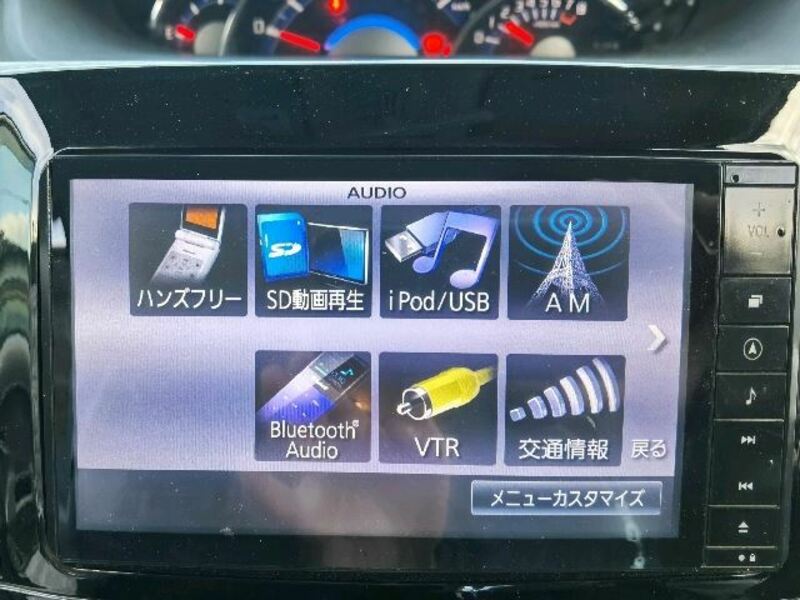 AUDIO
ハンズフリー
SD動画再生
iPod/USB
AM
Bluetooth®
Audio
VTR
交通情報
戻る
メニューカスタマイズ
VOL